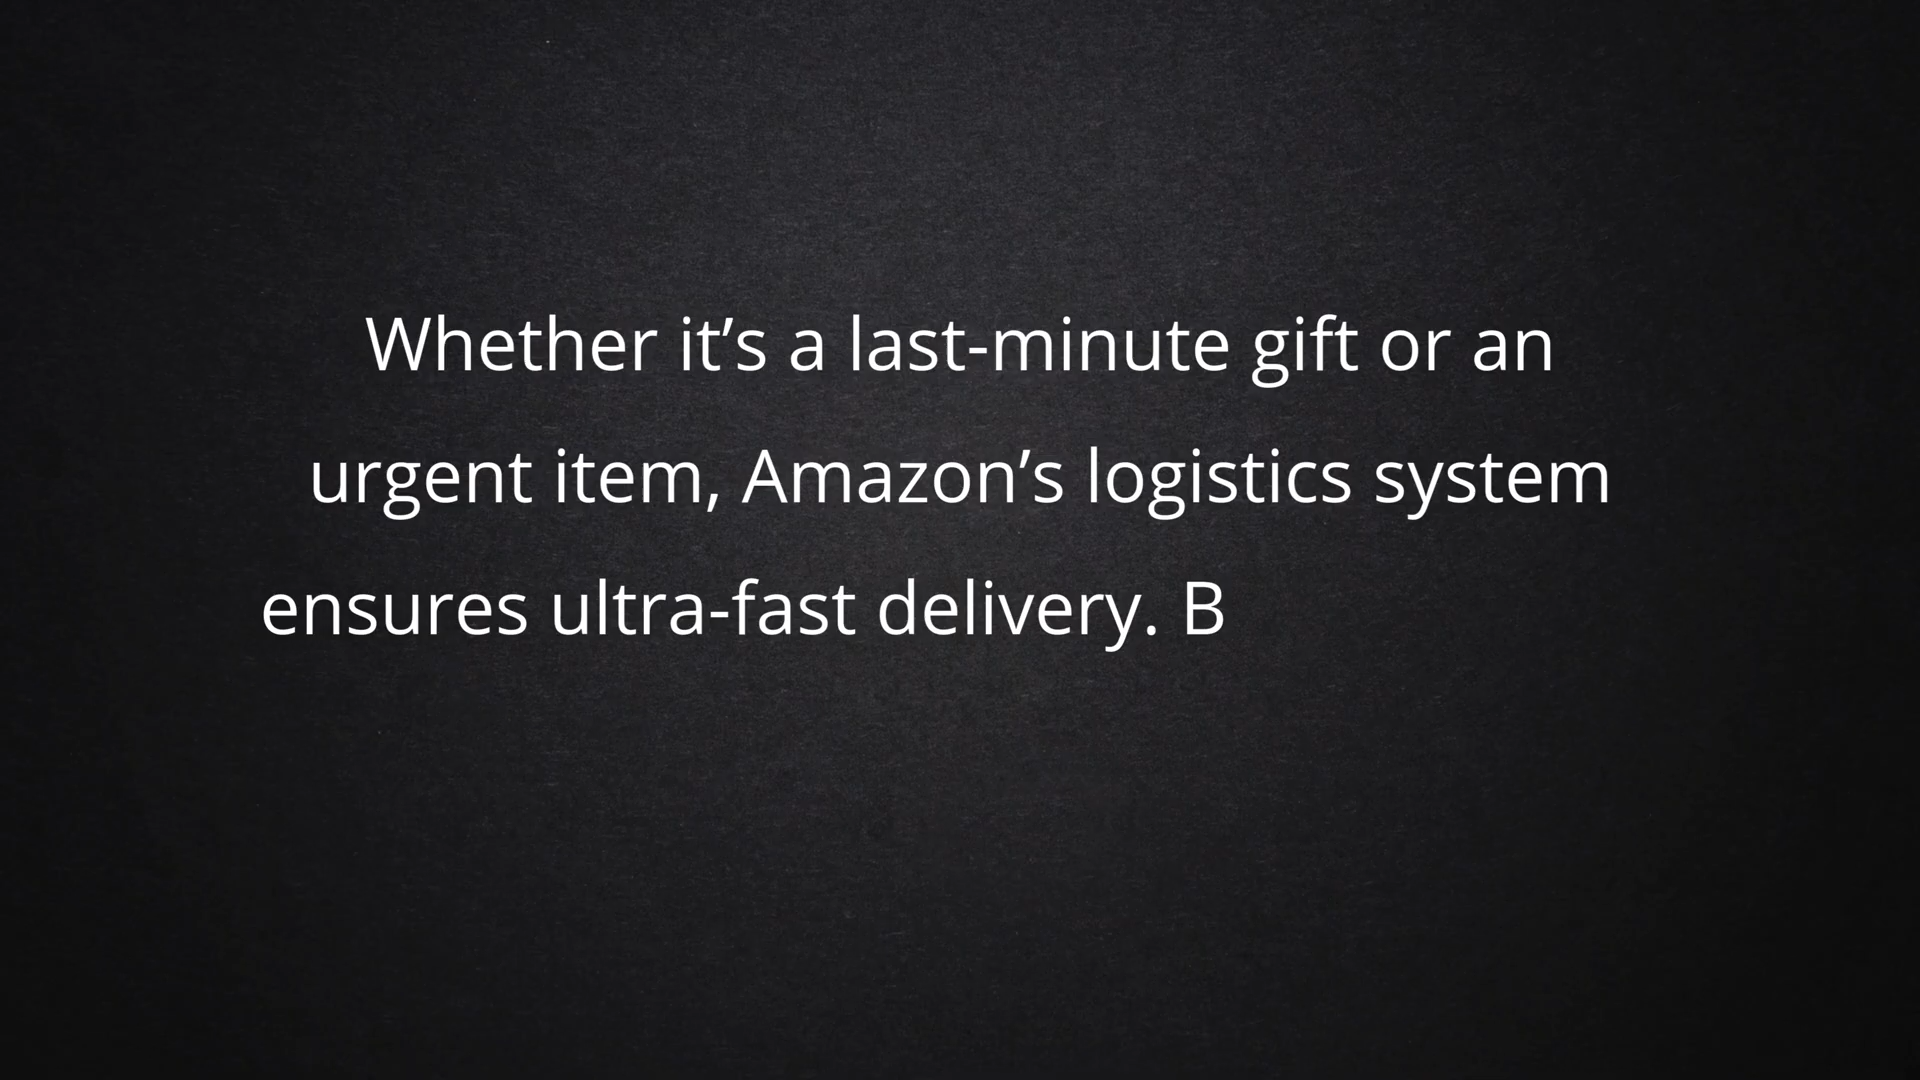 Whether it’s a last-minute gift or an
urgent item, Amazon’s logistics system
ensures ultra-fast delivery. B